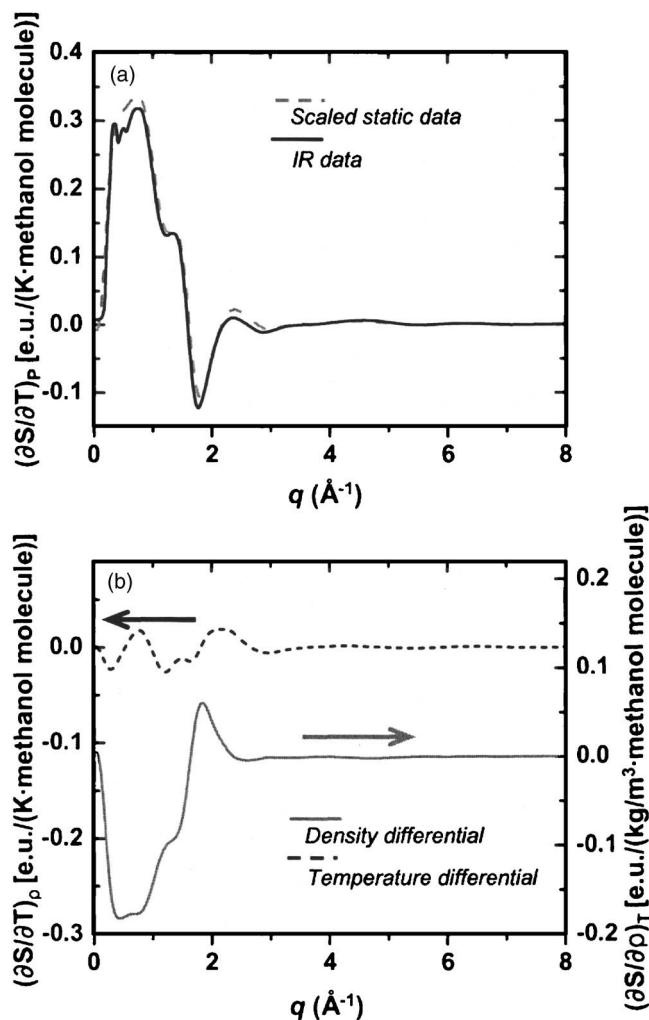 (a)
0.4
0.3
0.2
0.1
0.0
-0.1
(∂S/∂T)P [e.u./(K·methanol molecule)]
Scaled static data
IR data
0 2 4 6 8
q (Å-1)
(b)
0.0
-0.1
-0.2
-0.3
(∂S/∂T)ρ [e.u./(K·methanol molecule)]
0.2
0.1
0.0
-0.1
-0.2
(∂S/∂ρ)T [e.u./(kg/m3·methanol molecule)]
Density differential
Temperature differential
0 2 4 6 8
q (Å-1)